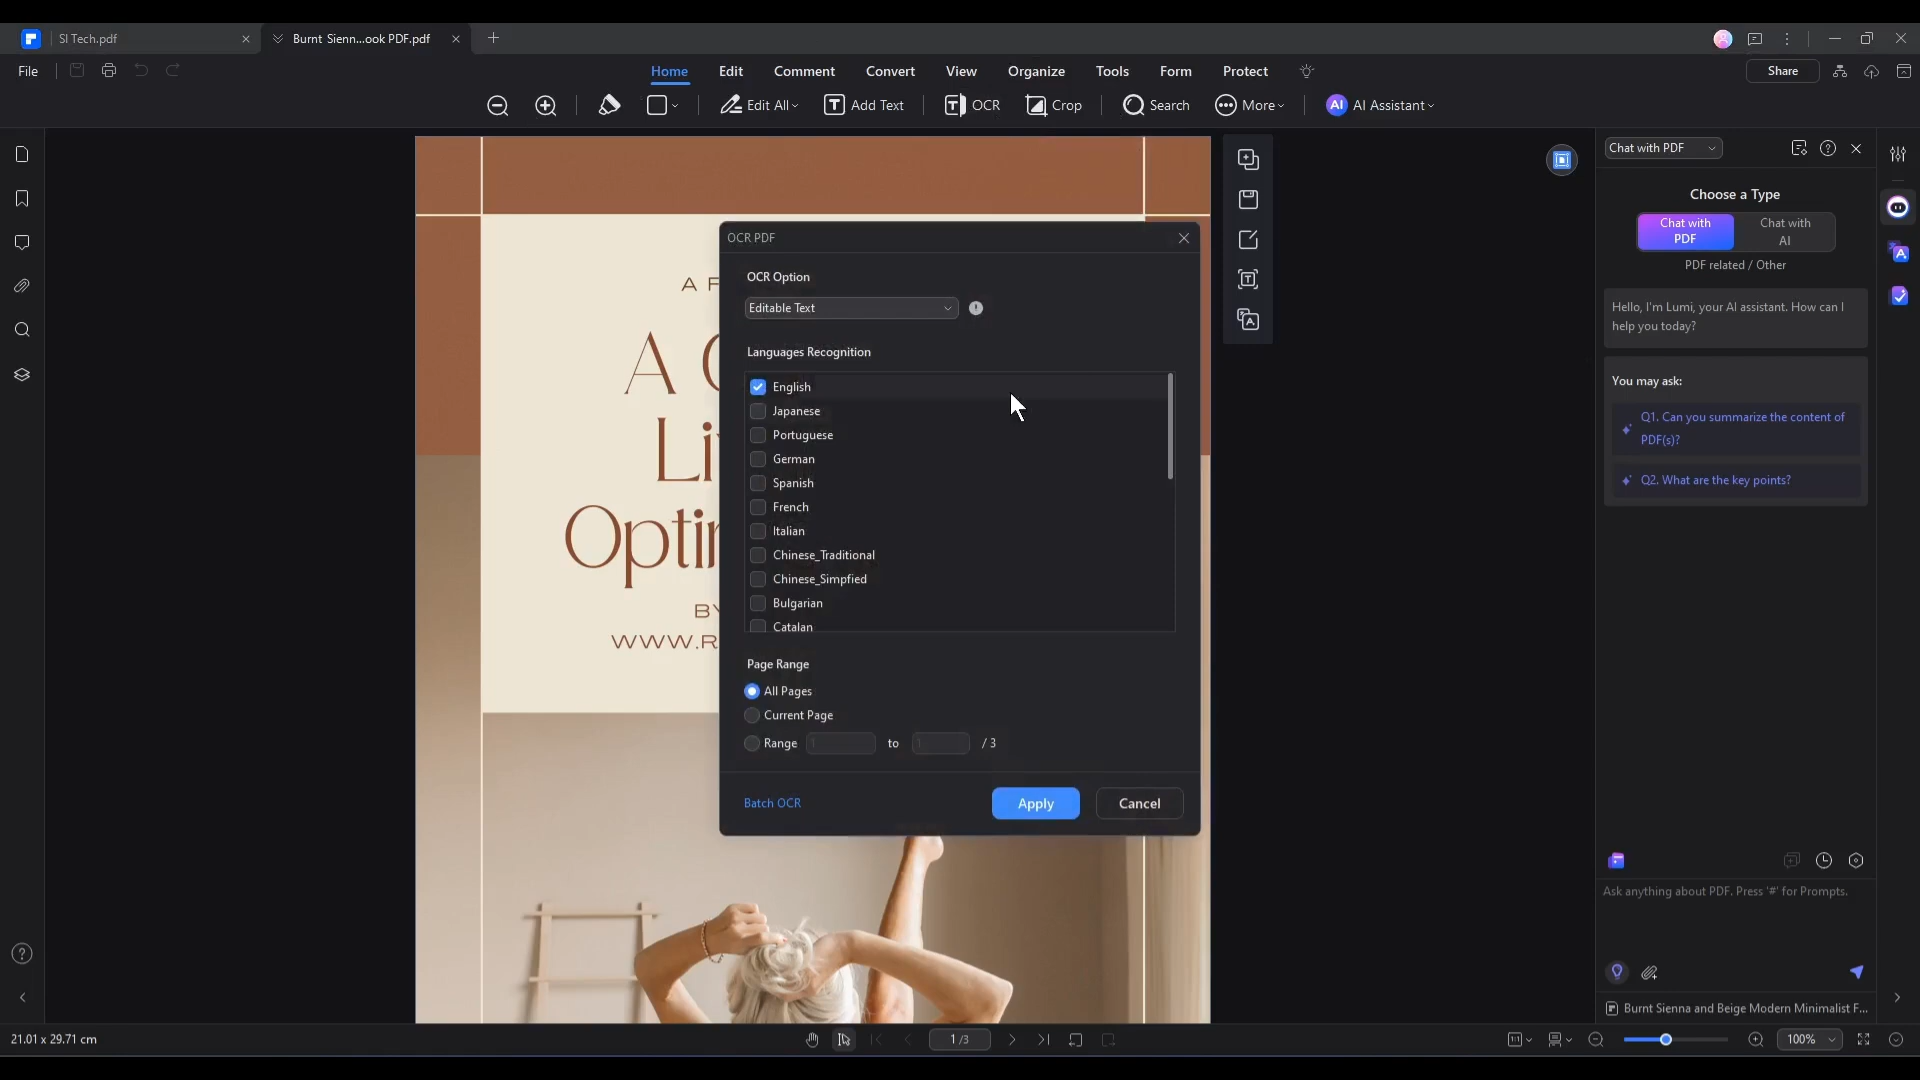 SI Tech.pdf
Burnt Sienn...ook PDF.pdf
File
Home
Edit
Comment
Convert
View
Organize
Tools
Form
Protect
Share
Edit All
Add Text
OCR
Crop
Search
More
AI Assistant
A F
A
Li
Opti
BY
WWW.R
OCR PDF
OCR Option
Editable Text
Languages Recognition
English
Japanese
Portuguese
German
Spanish
French
Italian
Chinese_Traditional
Chinese_Simpfied
Bulgarian
Catalan
Page Range
All Pages
Current Page
Range 1 to 1 /3
Batch OCR
Apply
Cancel
Chat with PDF
Choose a Type
Chat with
PDF
Chat with
AI
PDF related / Other
Hello, I'm Lumi, your AI assistant. How can I
help you today?
You may ask:
Q1. Can you summarize the content of
PDF(s)?
Q2. What are the key points?
Ask anything about PDF. Press '#' for Prompts.
Burnt Sienna and Beige Modern Minimalist F...
21.01 x 29.71 cm
1 /3
100%